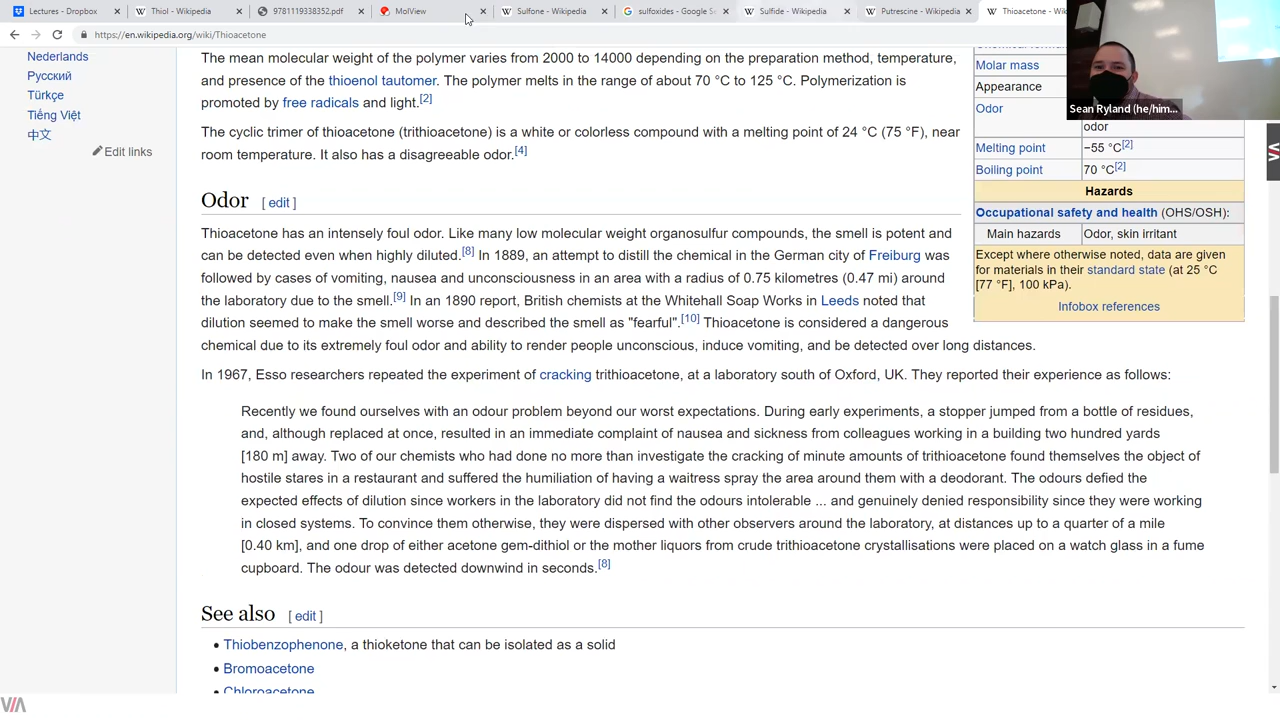 Lectures - Dropbox
Thiol - Wikipedia
9781119338352.pdf
MolView
Sulfone - Wikipedia
sulfoxides - Google Se
Sulfide - Wikipedia
Putrescine - Wikipedia
Thioacetone - Wiki
https://en.wikipedia.org/wiki/Thioacetone
Nederlands
Русский
Türkçe
Tiếng Việt
中文
Edit links
The mean molecular weight of the polymer varies from 2000 to 14000 depending on the preparation method, temperature,
and presence of the thioenol tautomer. The polymer melts in the range of about 70 °C to 125 °C. Polymerization is
promoted by free radicals and light.[2]
The cyclic trimer of thioacetone (trithioacetone) is a white or colorless compound with a melting point of 24 °C (75 °F), near
room temperature. It also has a disagreeable odor.[4]
Odor [ edit ]
Thioacetone has an intensely foul odor. Like many low molecular weight organosulfur compounds, the smell is potent and
can be detected even when highly diluted.[8] In 1889, an attempt to distill the chemical in the German city of Freiburg was
followed by cases of vomiting, nausea and unconsciousness in an area with a radius of 0.75 kilometres (0.47 mi) around
the laboratory due to the smell.[9] In an 1890 report, British chemists at the Whitehall Soap Works in Leeds noted that
dilution seemed to make the smell worse and described the smell as "fearful".[10] Thioacetone is considered a dangerous
chemical due to its extremely foul odor and ability to render people unconscious, induce vomiting, and be detected over long distances.
In 1967, Esso researchers repeated the experiment of cracking trithioacetone, at a laboratory south of Oxford, UK. They reported their experience as follows:
Recently we found ourselves with an odour problem beyond our worst expectations. During early experiments, a stopper jumped from a bottle of residues,
and, although replaced at once, resulted in an immediate complaint of nausea and sickness from colleagues working in a building two hundred yards
[180 m] away. Two of our chemists who had done no more than investigate the cracking of minute amounts of trithioacetone found themselves the object of
hostile stares in a restaurant and suffered the humiliation of having a waitress spray the area around them with a deodorant. The odours defied the
expected effects of dilution since workers in the laboratory did not find the odours intolerable ... and genuinely denied responsibility since they were working
in closed systems. To convince them otherwise, they were dispersed with other observers around the laboratory, at distances up to a quarter of a mile
[0.40 km], and one drop of either acetone gem-dithiol or the mother liquors from crude trithioacetone crystallisations were placed on a watch glass in a fume
cupboard. The odour was detected downwind in seconds.[8]
See also [ edit ]
Thiobenzophenone, a thioketone that can be isolated as a solid
Bromoacetone
Chloroacetone
Molar mass
Appearance
Odor
odor
Melting point −55 °C[2]
Boiling point 70 °C[2]
Hazards
Occupational safety and health (OHS/OSH):
Main hazards Odor, skin irritant
Except where otherwise noted, data are given
for materials in their standard state (at 25 °C
[77 °F], 100 kPa).
Infobox references
Sean Ryland (he/him...
VIA